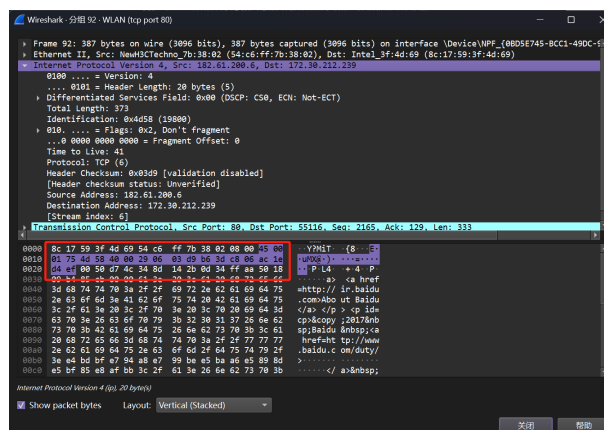 Wireshark · 分组 92 · WLAN (tcp port 80)
Frame 92: 387 bytes on wire (3096 bits), 387 bytes captured (3096 bits) on interface \Device\NPF_{0BD5E745-BCC1-49DC-9
Ethernet II, Src: NewH3CTechno_7b:38:02 (54:c6:ff:7b:38:02), Dst: Intel_3f:4d:69 (8c:17:59:3f:4d:69)
Internet Protocol Version 4, Src: 182.61.200.6, Dst: 172.30.212.239
0100 .... = Version: 4
.... 0101 = Header Length: 20 bytes (5)
Differentiated Services Field: 0x00 (DSCP: CS0, ECN: Not-ECT)
Total Length: 373
Identification: 0x4d58 (19800)
010. .... = Flags: 0x2, Don't fragment
...0 0000 0000 0000 = Fragment Offset: 0
Time to Live: 41
Protocol: TCP (6)
Header Checksum: 0x03d9 [validation disabled]
[Header checksum status: Unverified]
Source Address: 182.61.200.6
Destination Address: 172.30.212.239
[Stream index: 6]
Transmission Control Protocol, Src Port: 80, Dst Port: 55116, Seq: 2165, Ack: 129, Len: 333
0000 8c 17 59 3f 4d 69 54 c6 ff 7b 38 02 08 00 45 00 ··Y?MiT· ·{8···E·
0010 01 75 4d 58 40 00 29 06 03 d9 b6 3d c8 06 ac 1e ·uMX@·)· ···=····
0020 d4 ef 00 50 d7 4c 34 8d 14 2b 0d 34 ff aa 50 18 ···P·L4· ·+·4··P·
0030 a> <a href
0040 3d 68 74 74 70 3a 2f 2f 69 72 2e 62 61 69 64 75 =http:// ir.baidu
0050 2e 63 6f 6d 3e 41 62 6f 75 74 20 42 61 69 64 75 .com>Abo ut Baidu
0060 3c 2f 61 3e 20 3c 2f 70 3e 20 3c 70 20 69 64 3d </a> </p > <p id=
0070 63 70 3e 26 63 6f 70 79 3b 32 30 31 37 26 6e 62 cp>&copy ;2017&nb
0080 73 70 3b 42 61 69 64 75 26 6e 62 73 70 3b 3c 61 sp;Baidu &nbsp;<a
0090 20 68 72 65 66 3d 68 74 74 70 3a 2f 2f 77 77 77 href=ht tp://www
00a0 2e 62 61 69 64 75 2e 63 6f 6d 2f 64 75 74 79 2f .baidu.c om/duty/
00b0 3e e4 bd bf e7 94 a8 e7 99 be e5 ba a6 e5 89 8d >······· ········
00c0 e5 bf 85 e8 af bb 3c 2f 61 3e 26 6e 62 73 70 3b ······</ a>&nbsp;
Internet Protocol Version 4 (ip), 20 byte(s)
Show packet bytes Layout: Vertical (Stacked)
关闭 帮助